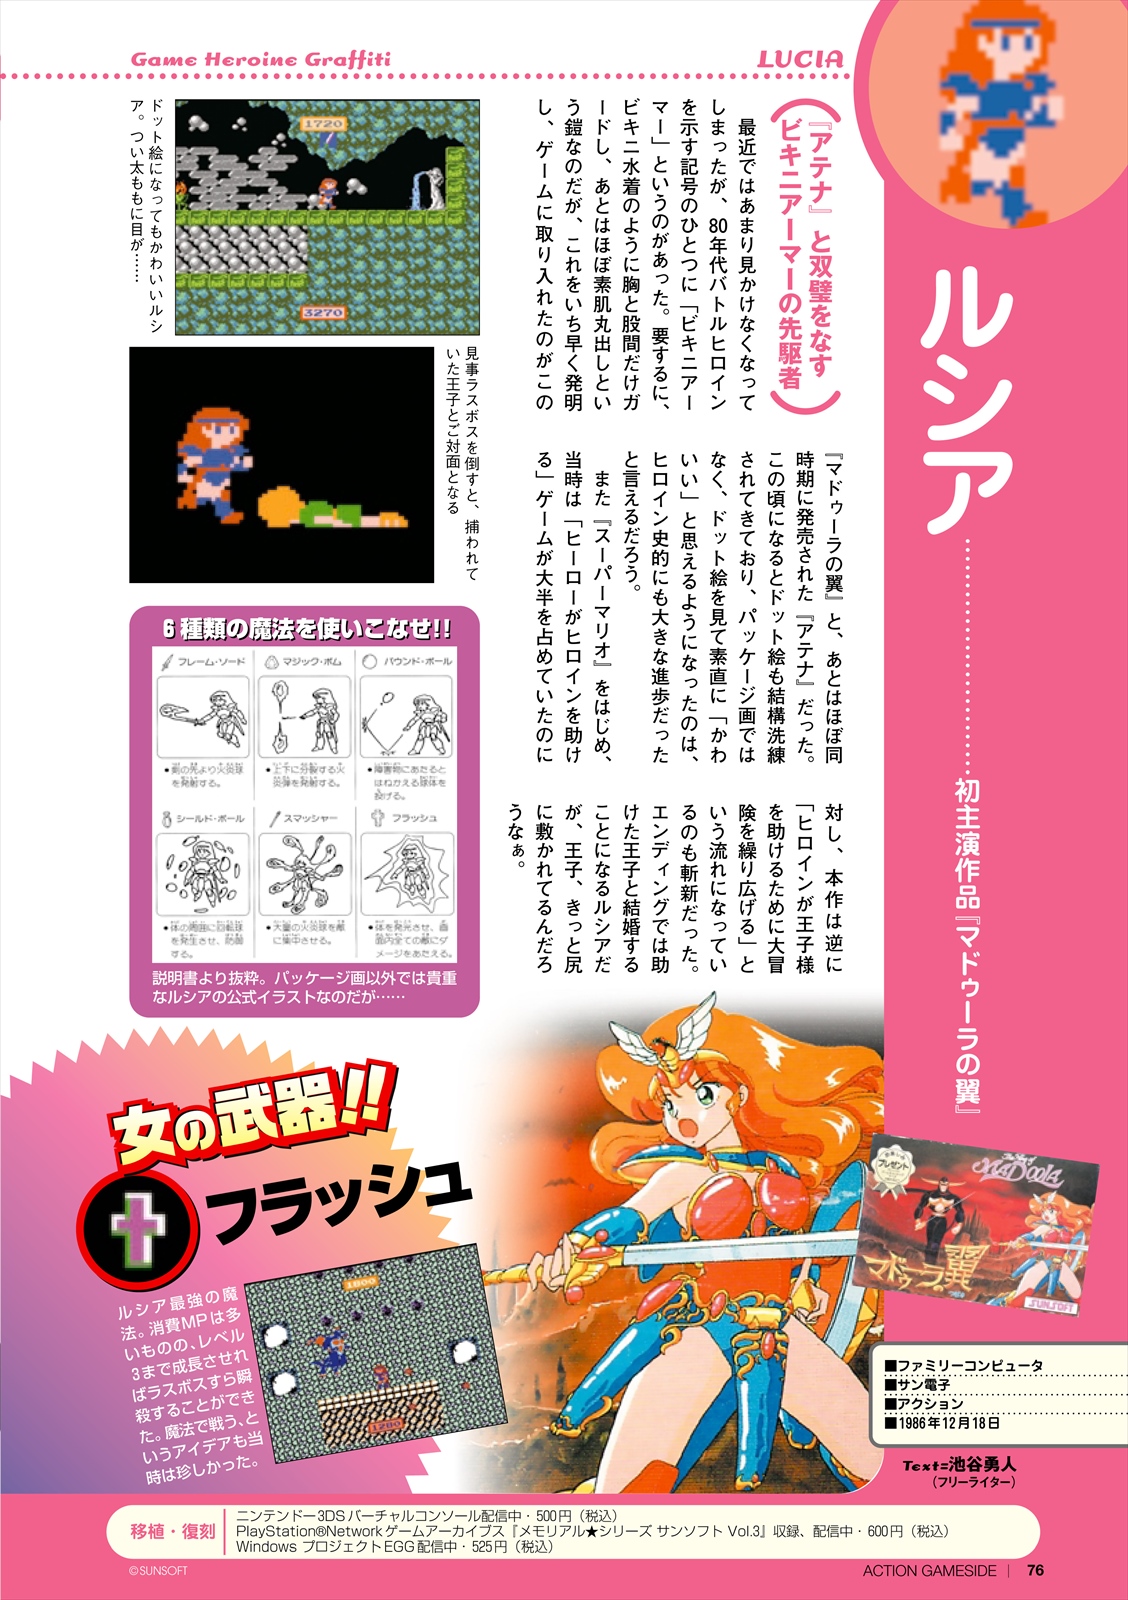 Game Heroine Graffiti
LUCIA
ルシア
初主演作品『マドゥーラの翼』
『アテナ』と双璧をなす
ビキニアーマーの先駆者
最近ではあまり見かけなくなって
しまったが、80年代バトルヒロイン
を示す記号のひとつに「ビキニアー
マー」というのがあった。要するに、
ビキニ水着のように胸と股間だけガ
ードし、あとはほぼ素肌丸出しとい
う鎧なのだが、これをいち早く発明
し、ゲームに取り入れたのがこの
『マドゥーラの翼』と、あとはほぼ同
時期に発売された『アテナ』だった。
この頃になるとドット絵も結構洗練
されてきており、パッケージ画では
なく、ドット絵を見て素直に「かわ
いい」と思えるようになったのは、
ヒロイン史的にも大きな進歩だった
と言えるだろう。
また『スーパーマリオ』をはじめ、
当時は「ヒーローがヒロインを助け
る」ゲームが大半を占めていたのに
対し、本作は逆に
「ヒロインが王子様
を助けるために大冒
険を繰り広げる」と
いう流れになってい
るのも斬新だった。
エンディングでは助
けた王子と結婚する
ことになるルシアだ
が、王子、きっと尻
に敷かれてるんだろ
うなぁ。
1720
3270
ドット絵になってもかわいいルシ
ア。つい太ももに目が……
見事ラスボスを倒すと、捕われて
いた王子とご対面となる
6種類の魔法を使いこなせ!!
フレーム・ソード
マジック・ボム
バウンド・ボール
●剣の先より火炎球
を発射する。
●上下に分裂する火
炎弾を発射する。
●障害物にあたると
はねかえる球体を
投げる。
シールド・ボール
スマッシャー
フラッシュ
●体の周囲に回転球
を発生させ、防御
する。
●大量の火炎球を敵
に集中させる。
●体を発光させ、画
面内全ての敵にダ
メージをあたえる。
説明書より抜粋。パッケージ画以外では貴重
なルシアの公式イラストなのだが……
女の武器!!
フラッシュ
ルシア最強の魔
法。消費MPは多
いものの、レベル
3まで成長させれ
ばラスボスすら瞬
殺することができ
た。魔法で戦う、と
いうアイデアも当
時は珍しかった。
1800
1280
プレゼント
The Wing of
MADOOLA
マドゥーラの翼
SUNSOFT
■ファミリーコンピュータ
■サン電子
■アクション
■1986年12月18日
Text=池谷勇人
（フリーライター）
移植・復刻
ニンテンドー3DSバーチャルコンソール配信中・500円（税込）
PlayStation®Networkゲームアーカイブス『メモリアル★シリーズ サンソフト Vol.3』収録、配信中・600円（税込）
Windows プロジェクトEGG配信中・525円（税込）
©SUNSOFT
ACTION GAMESIDE | 76